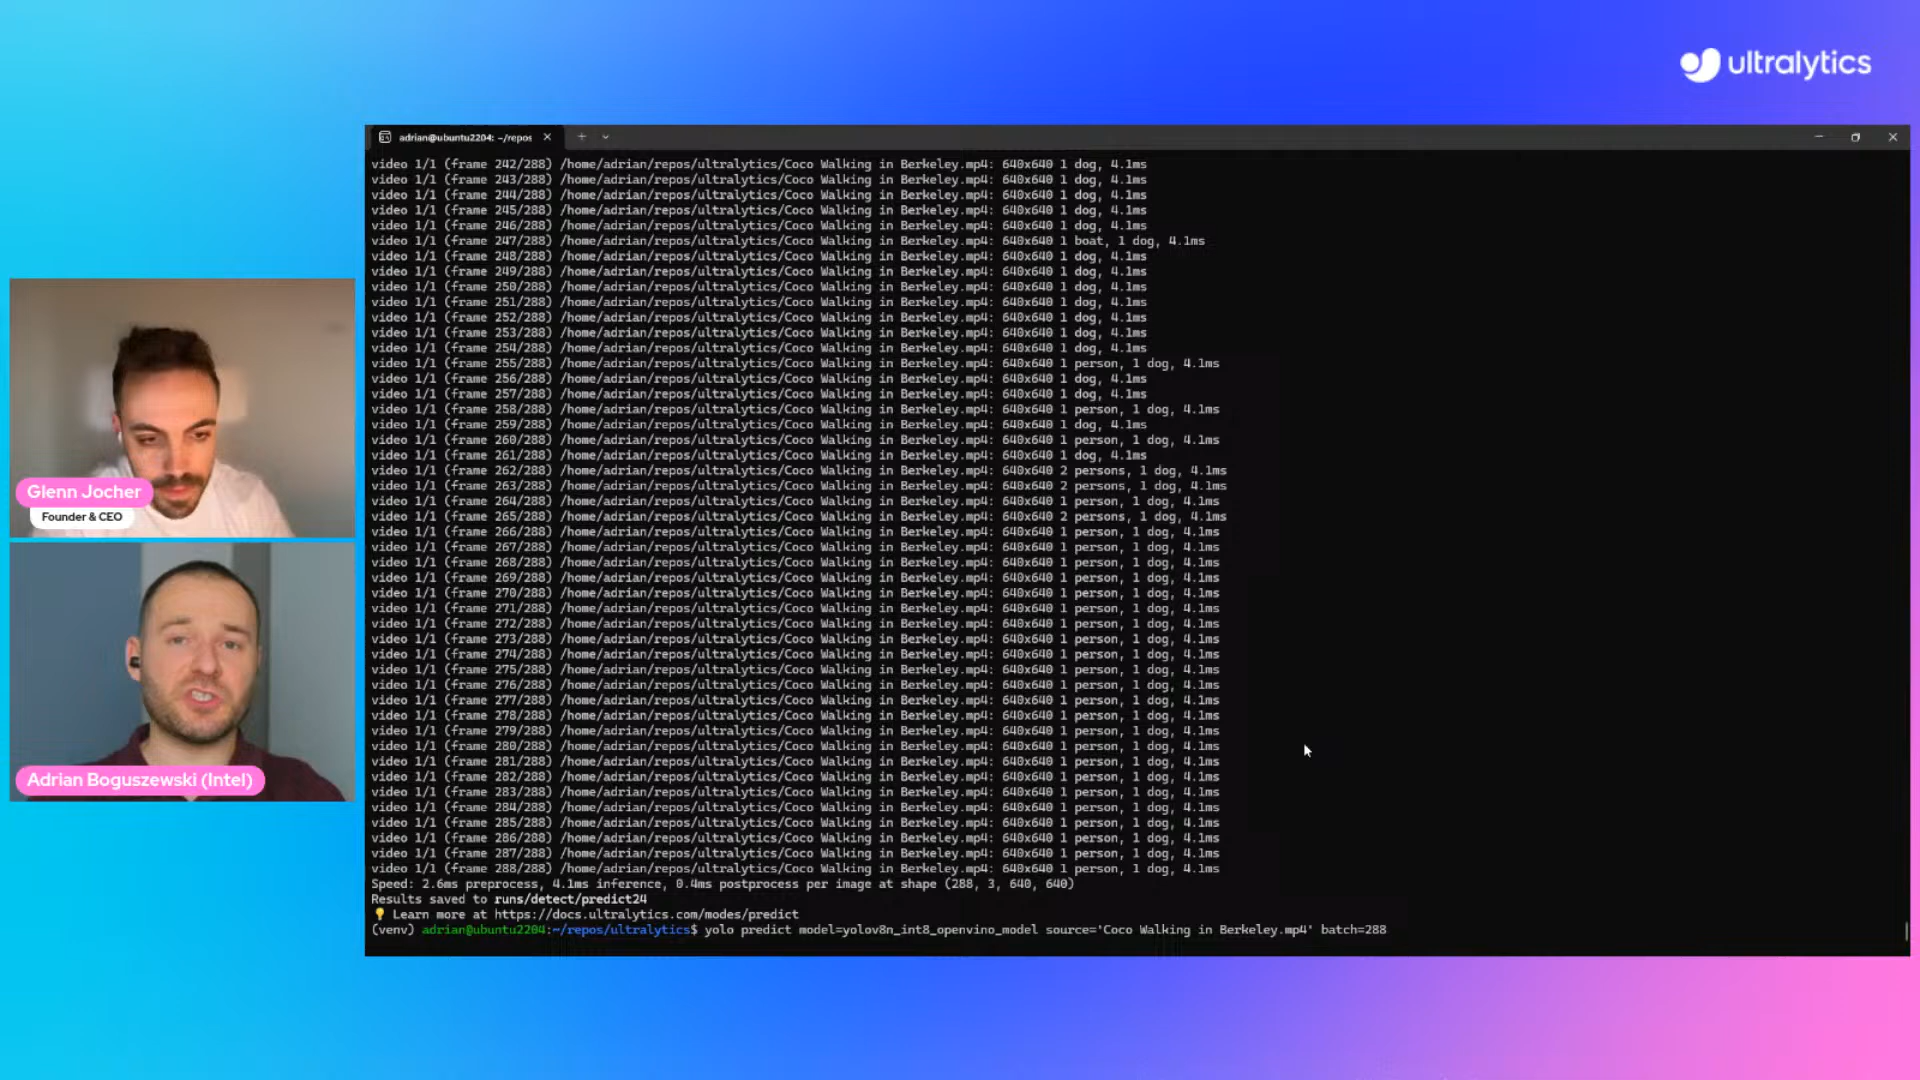 ultralytics
adrian@ubuntu2204: ~/repos
video 1/1 (frame 242/288) /home/adrian/repos/ultralytics/Coco Walking in Berkeley.mp4: 640x640 1 dog, 4.1ms
video 1/1 (frame 243/288) /home/adrian/repos/ultralytics/Coco Walking in Berkeley.mp4: 640x640 1 dog, 4.1ms
video 1/1 (frame 244/288) /home/adrian/repos/ultralytics/Coco Walking in Berkeley.mp4: 640x640 1 dog, 4.1ms
video 1/1 (frame 245/288) /home/adrian/repos/ultralytics/Coco Walking in Berkeley.mp4: 640x640 1 dog, 4.1ms
video 1/1 (frame 246/288) /home/adrian/repos/ultralytics/Coco Walking in Berkeley.mp4: 640x640 1 dog, 4.1ms
video 1/1 (frame 247/288) /home/adrian/repos/ultralytics/Coco Walking in Berkeley.mp4: 640x640 1 boat, 1 dog, 4.1ms
video 1/1 (frame 248/288) /home/adrian/repos/ultralytics/Coco Walking in Berkeley.mp4: 640x640 1 dog, 4.1ms
video 1/1 (frame 249/288) /home/adrian/repos/ultralytics/Coco Walking in Berkeley.mp4: 640x640 1 dog, 4.1ms
video 1/1 (frame 250/288) /home/adrian/repos/ultralytics/Coco Walking in Berkeley.mp4: 640x640 1 dog, 4.1ms
video 1/1 (frame 251/288) /home/adrian/repos/ultralytics/Coco Walking in Berkeley.mp4: 640x640 1 dog, 4.1ms
video 1/1 (frame 252/288) /home/adrian/repos/ultralytics/Coco Walking in Berkeley.mp4: 640x640 1 dog, 4.1ms
video 1/1 (frame 253/288) /home/adrian/repos/ultralytics/Coco Walking in Berkeley.mp4: 640x640 1 dog, 4.1ms
video 1/1 (frame 254/288) /home/adrian/repos/ultralytics/Coco Walking in Berkeley.mp4: 640x640 1 dog, 4.1ms
video 1/1 (frame 255/288) /home/adrian/repos/ultralytics/Coco Walking in Berkeley.mp4: 640x640 1 person, 1 dog, 4.1ms
video 1/1 (frame 256/288) /home/adrian/repos/ultralytics/Coco Walking in Berkeley.mp4: 640x640 1 dog, 4.1ms
video 1/1 (frame 257/288) /home/adrian/repos/ultralytics/Coco Walking in Berkeley.mp4: 640x640 1 dog, 4.1ms
video 1/1 (frame 258/288) /home/adrian/repos/ultralytics/Coco Walking in Berkeley.mp4: 640x640 1 person, 1 dog, 4.1ms
video 1/1 (frame 259/288) /home/adrian/repos/ultralytics/Coco Walking in Berkeley.mp4: 640x640 1 dog, 4.1ms
video 1/1 (frame 260/288) /home/adrian/repos/ultralytics/Coco Walking in Berkeley.mp4: 640x640 1 person, 1 dog, 4.1ms
video 1/1 (frame 261/288) /home/adrian/repos/ultralytics/Coco Walking in Berkeley.mp4: 640x640 1 dog, 4.1ms
video 1/1 (frame 262/288) /home/adrian/repos/ultralytics/Coco Walking in Berkeley.mp4: 640x640 2 persons, 1 dog, 4.1ms
video 1/1 (frame 263/288) /home/adrian/repos/ultralytics/Coco Walking in Berkeley.mp4: 640x640 2 persons, 1 dog, 4.1ms
video 1/1 (frame 264/288) /home/adrian/repos/ultralytics/Coco Walking in Berkeley.mp4: 640x640 1 person, 1 dog, 4.1ms
video 1/1 (frame 265/288) /home/adrian/repos/ultralytics/Coco Walking in Berkeley.mp4: 640x640 2 persons, 1 dog, 4.1ms
video 1/1 (frame 266/288) /home/adrian/repos/ultralytics/Coco Walking in Berkeley.mp4: 640x640 1 person, 1 dog, 4.1ms
video 1/1 (frame 267/288) /home/adrian/repos/ultralytics/Coco Walking in Berkeley.mp4: 640x640 1 person, 1 dog, 4.1ms
video 1/1 (frame 268/288) /home/adrian/repos/ultralytics/Coco Walking in Berkeley.mp4: 640x640 1 person, 1 dog, 4.1ms
video 1/1 (frame 269/288) /home/adrian/repos/ultralytics/Coco Walking in Berkeley.mp4: 640x640 1 person, 1 dog, 4.1ms
video 1/1 (frame 270/288) /home/adrian/repos/ultralytics/Coco Walking in Berkeley.mp4: 640x640 1 person, 1 dog, 4.1ms
video 1/1 (frame 271/288) /home/adrian/repos/ultralytics/Coco Walking in Berkeley.mp4: 640x640 1 person, 1 dog, 4.1ms
video 1/1 (frame 272/288) /home/adrian/repos/ultralytics/Coco Walking in Berkeley.mp4: 640x640 1 person, 1 dog, 4.1ms
video 1/1 (frame 273/288) /home/adrian/repos/ultralytics/Coco Walking in Berkeley.mp4: 640x640 1 person, 1 dog, 4.1ms
video 1/1 (frame 274/288) /home/adrian/repos/ultralytics/Coco Walking in Berkeley.mp4: 640x640 1 person, 1 dog, 4.1ms
video 1/1 (frame 275/288) /home/adrian/repos/ultralytics/Coco Walking in Berkeley.mp4: 640x640 1 person, 1 dog, 4.1ms
video 1/1 (frame 276/288) /home/adrian/repos/ultralytics/Coco Walking in Berkeley.mp4: 640x640 1 person, 1 dog, 4.1ms
video 1/1 (frame 277/288) /home/adrian/repos/ultralytics/Coco Walking in Berkeley.mp4: 640x640 1 person, 1 dog, 4.1ms
video 1/1 (frame 278/288) /home/adrian/repos/ultralytics/Coco Walking in Berkeley.mp4: 640x640 1 person, 1 dog, 4.1ms
video 1/1 (frame 279/288) /home/adrian/repos/ultralytics/Coco Walking in Berkeley.mp4: 640x640 1 person, 1 dog, 4.1ms
video 1/1 (frame 280/288) /home/adrian/repos/ultralytics/Coco Walking in Berkeley.mp4: 640x640 1 person, 1 dog, 4.1ms
video 1/1 (frame 281/288) /home/adrian/repos/ultralytics/Coco Walking in Berkeley.mp4: 640x640 1 person, 1 dog, 4.1ms
video 1/1 (frame 282/288) /home/adrian/repos/ultralytics/Coco Walking in Berkeley.mp4: 640x640 1 person, 1 dog, 4.1ms
video 1/1 (frame 283/288) /home/adrian/repos/ultralytics/Coco Walking in Berkeley.mp4: 640x640 1 person, 1 dog, 4.1ms
video 1/1 (frame 284/288) /home/adrian/repos/ultralytics/Coco Walking in Berkeley.mp4: 640x640 1 person, 1 dog, 4.1ms
video 1/1 (frame 285/288) /home/adrian/repos/ultralytics/Coco Walking in Berkeley.mp4: 640x640 1 person, 1 dog, 4.1ms
video 1/1 (frame 286/288) /home/adrian/repos/ultralytics/Coco Walking in Berkeley.mp4: 640x640 1 person, 1 dog, 4.1ms
video 1/1 (frame 287/288) /home/adrian/repos/ultralytics/Coco Walking in Berkeley.mp4: 640x640 1 person, 1 dog, 4.1ms
video 1/1 (frame 288/288) /home/adrian/repos/ultralytics/Coco Walking in Berkeley.mp4: 640x640 1 person, 1 dog, 4.1ms
Speed: 2.6ms preprocess, 4.1ms inference, 0.4ms postprocess per image at shape (288, 3, 640, 640)
Results saved to runs/detect/predict24
💡 Learn more at https://docs.ultralytics.com/modes/predict
(venv) adrian@ubuntu2204:~/repos/ultralytics$ yolo predict model=yolov8n_int8_openvino_model source='Coco Walking in Berkeley.mp4' batch=288
Glenn Jocher
Founder & CEO
Adrian Boguszewski (Intel)